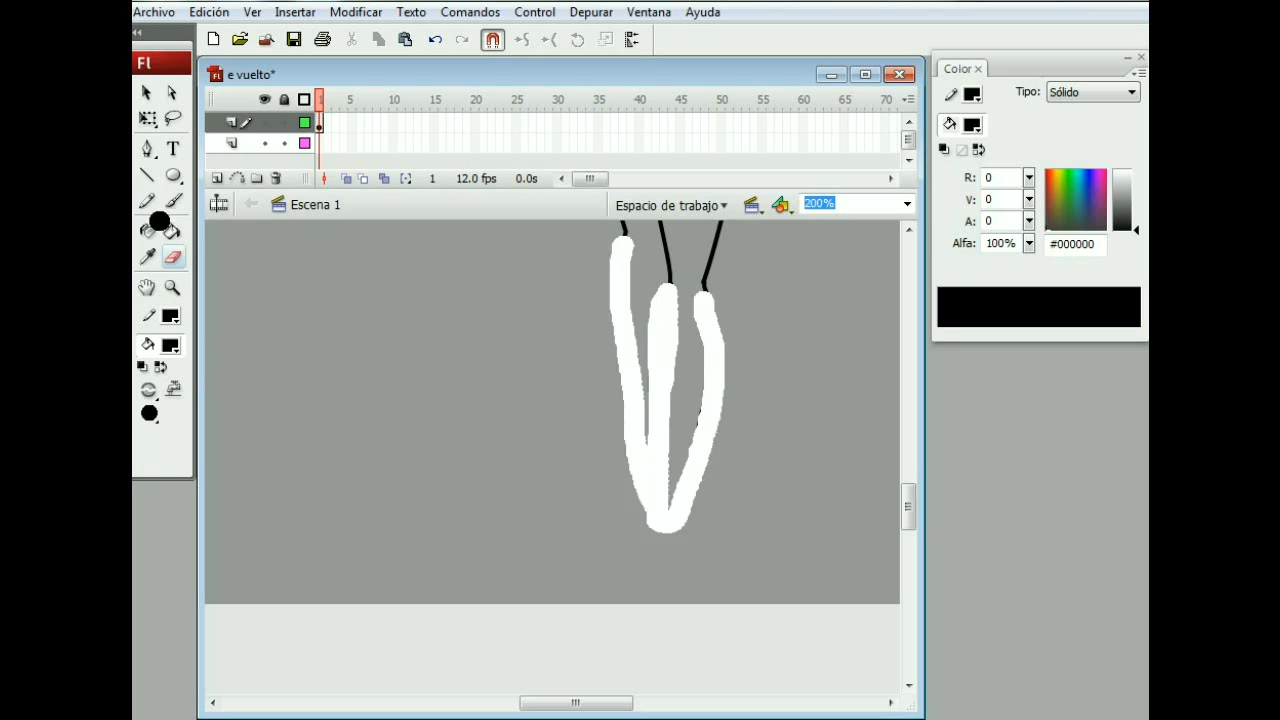 Archivo Edición Ver Insertar Modificar Texto Comandos Control Depurar Ventana Ayuda
Fl
e vuelto*
1 5 10 15 20 25 30 35 40 45 50 55 60 65 70
1 12.0 fps 0.0s
Escena 1
Espacio de trabajo
200%
T
Color
Tipo: Sólido
R: 0
V: 0
A: 0
Alfa: 100% #000000